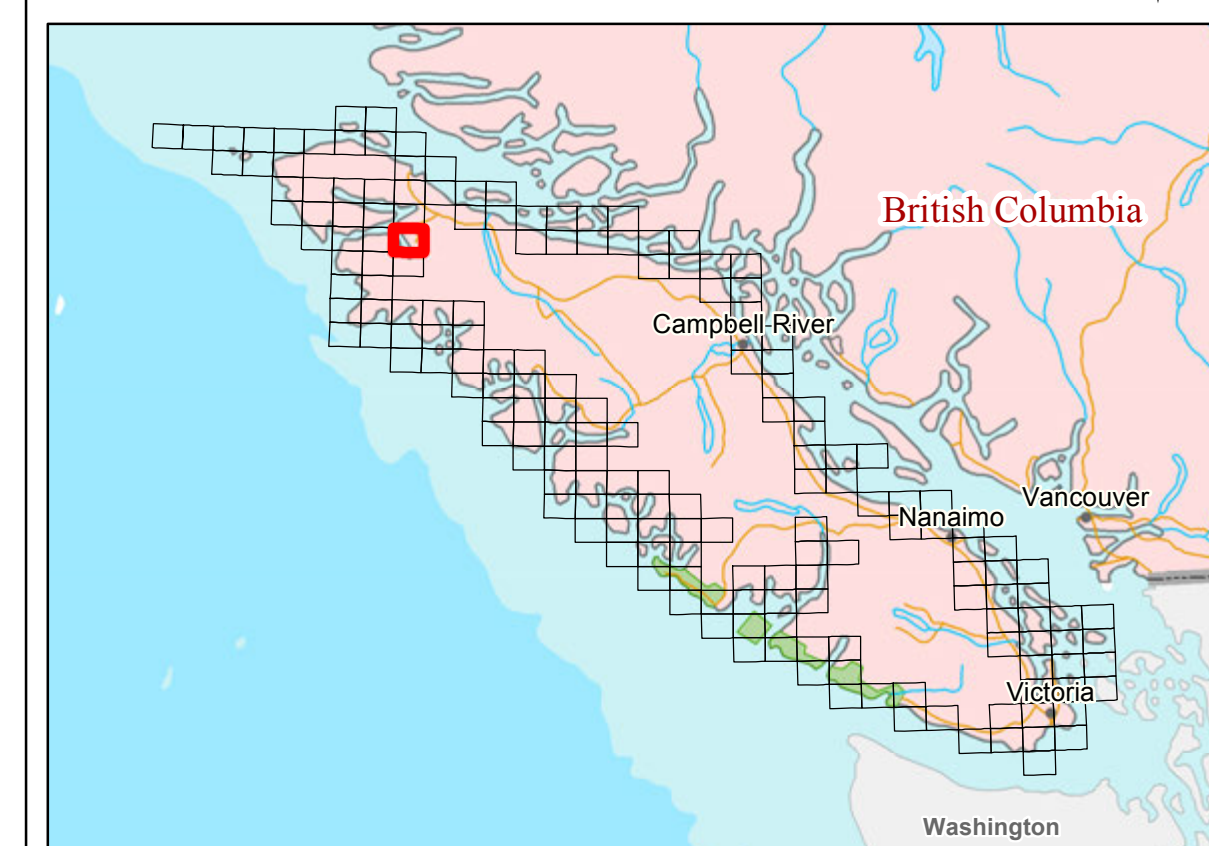 British Columbia
Campbell River
Vancouver
Nanaimo
Victoria
Washington